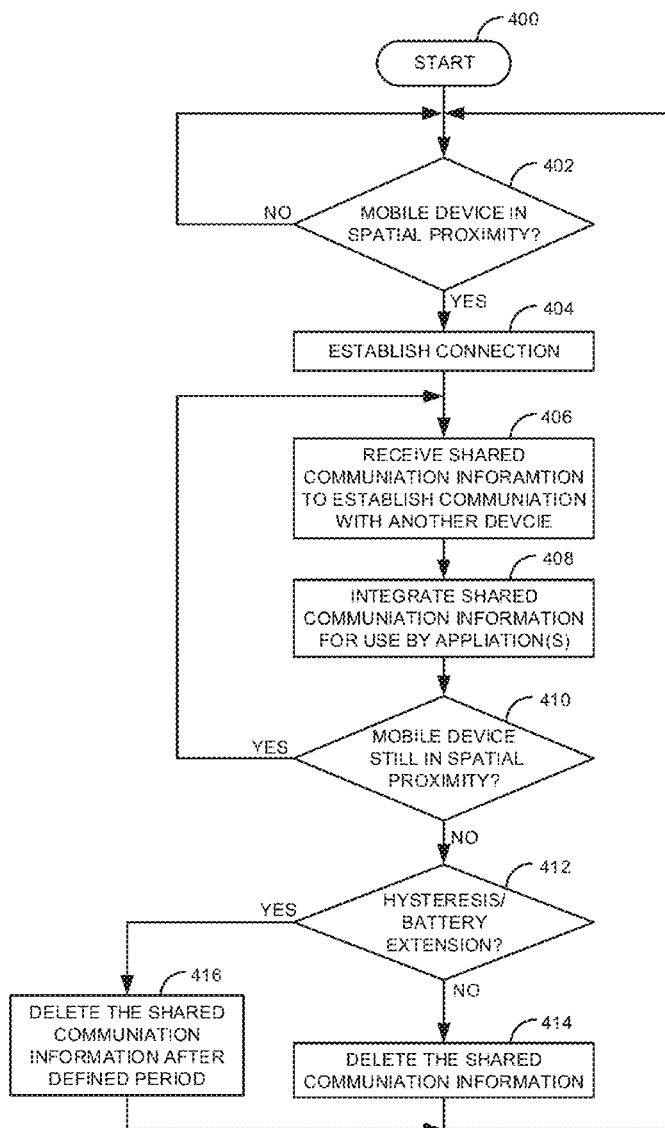 400
START
402
MOBILE DEVICE IN
SPATIAL PROXIMITY?
NO
YES
404
ESTABLISH CONNECTION
406
RECEIVE SHARED
COMMUNIATION INFORAMTION
TO ESTABLISH COMMUNIATION
WITH ANOTHER DEVCIE
408
INTEGRATE SHARED
COMMUNIATION INFORMATION
FOR USE BY APPLIATION(S)
410
MOBILE DEVICE
STILL IN SPATIAL
PROXIMITY?
YES
NO
412
HYSTERESIS/
BATTERY
EXTENSION?
YES
NO
416
DELETE THE SHARED
COMMUNIATION
INFORMATION AFTER
DEFINED PERIOD
414
DELETE THE SHARED
COMMUNIATION INFORMATION